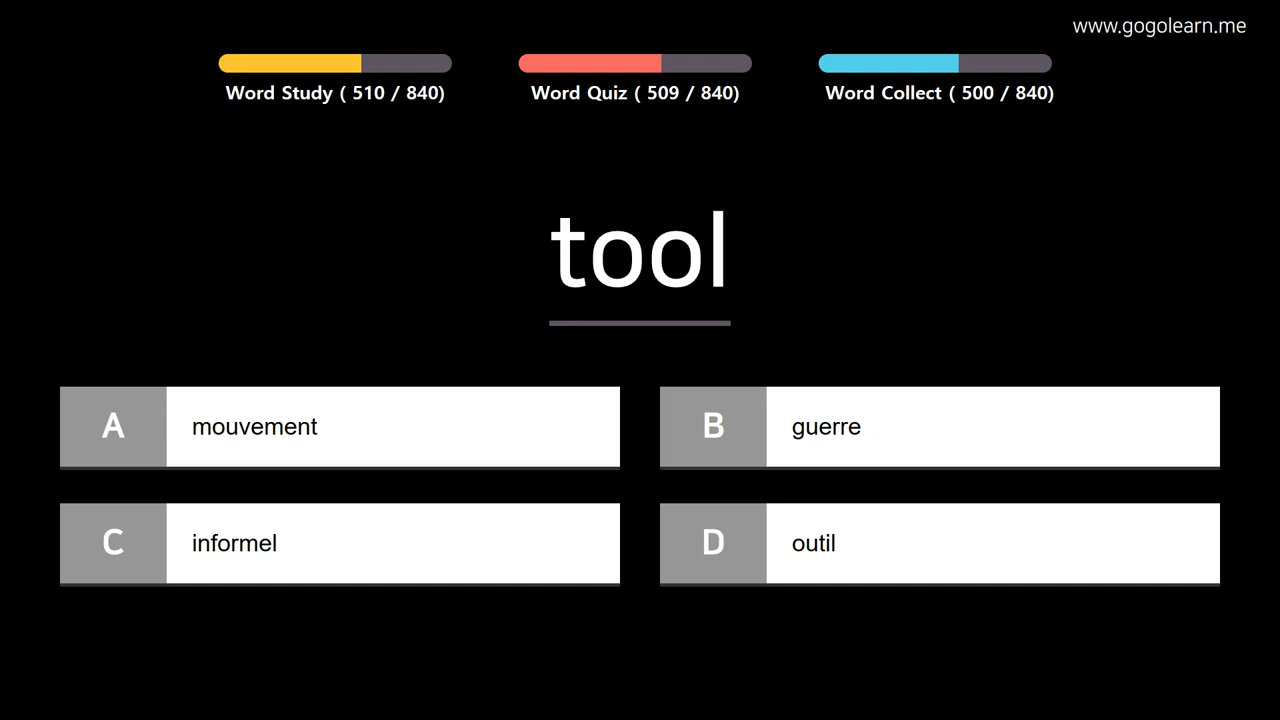 www.gogolearn.me
Word Study ( 510 / 840)
Word Quiz ( 509 / 840)
Word Collect ( 500 / 840)
tool
A
mouvement
B
guerre
C
informel
D
outil